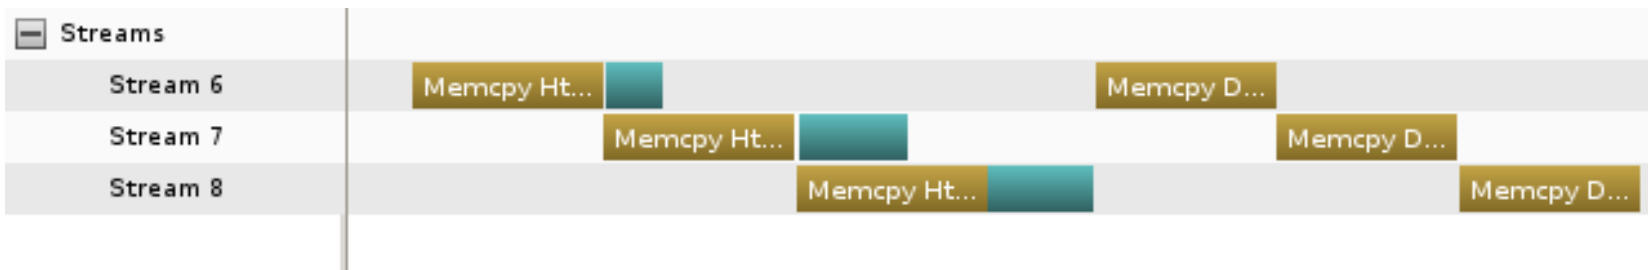 Streams
Stream 6 Memcpy Ht... Memcpy D...
Stream 7 Memcpy Ht... Memcpy D...
Stream 8 Memcpy Ht... Memcpy D...